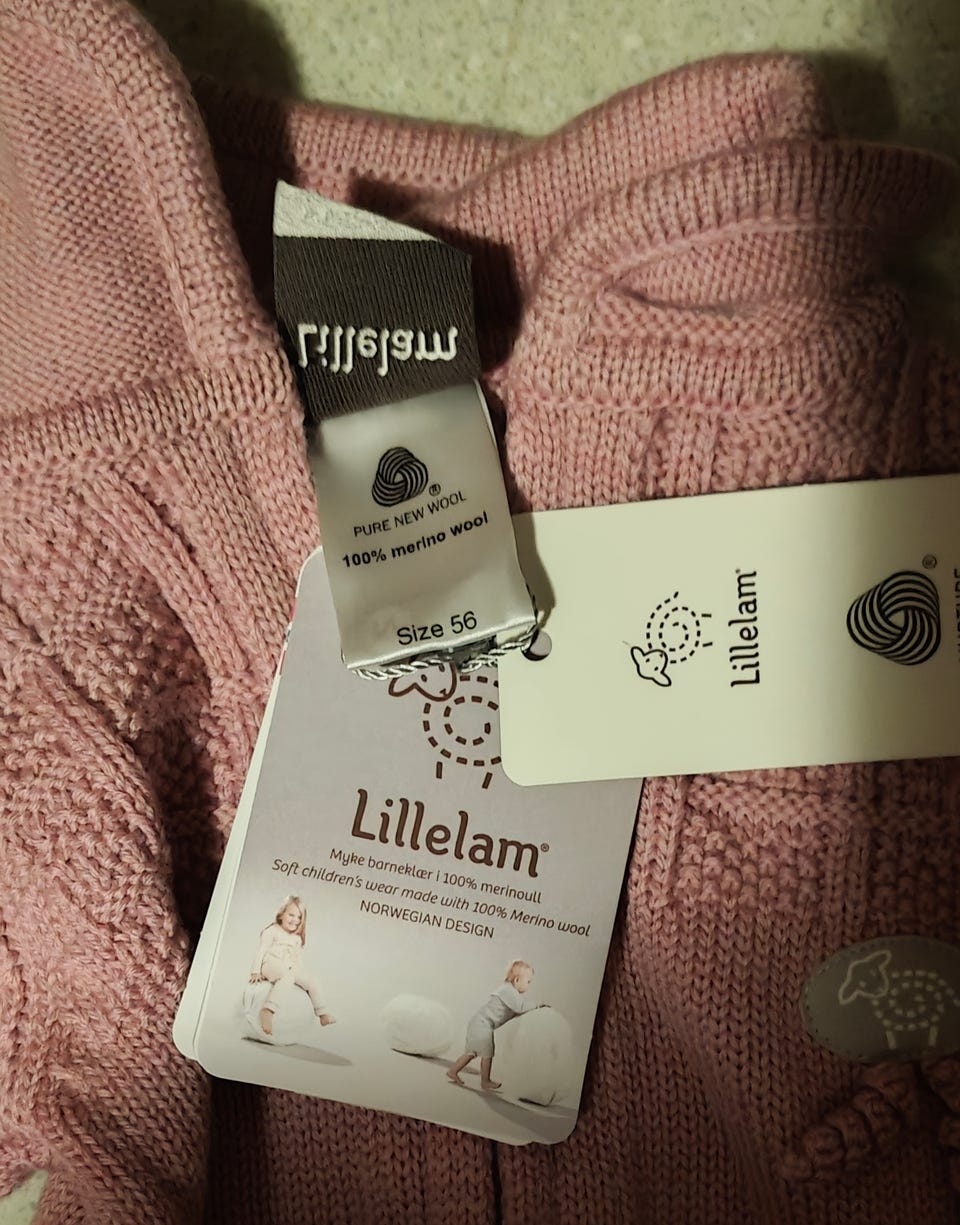 Lillelam
®
PURE NEW WOOL
100% merino wool
Size 56
Lillelam®
®
Lillelam®
Myke barneklær i 100% merinoull
Soft children's wear made with 100% Merino wool
NORWEGIAN DESIGN